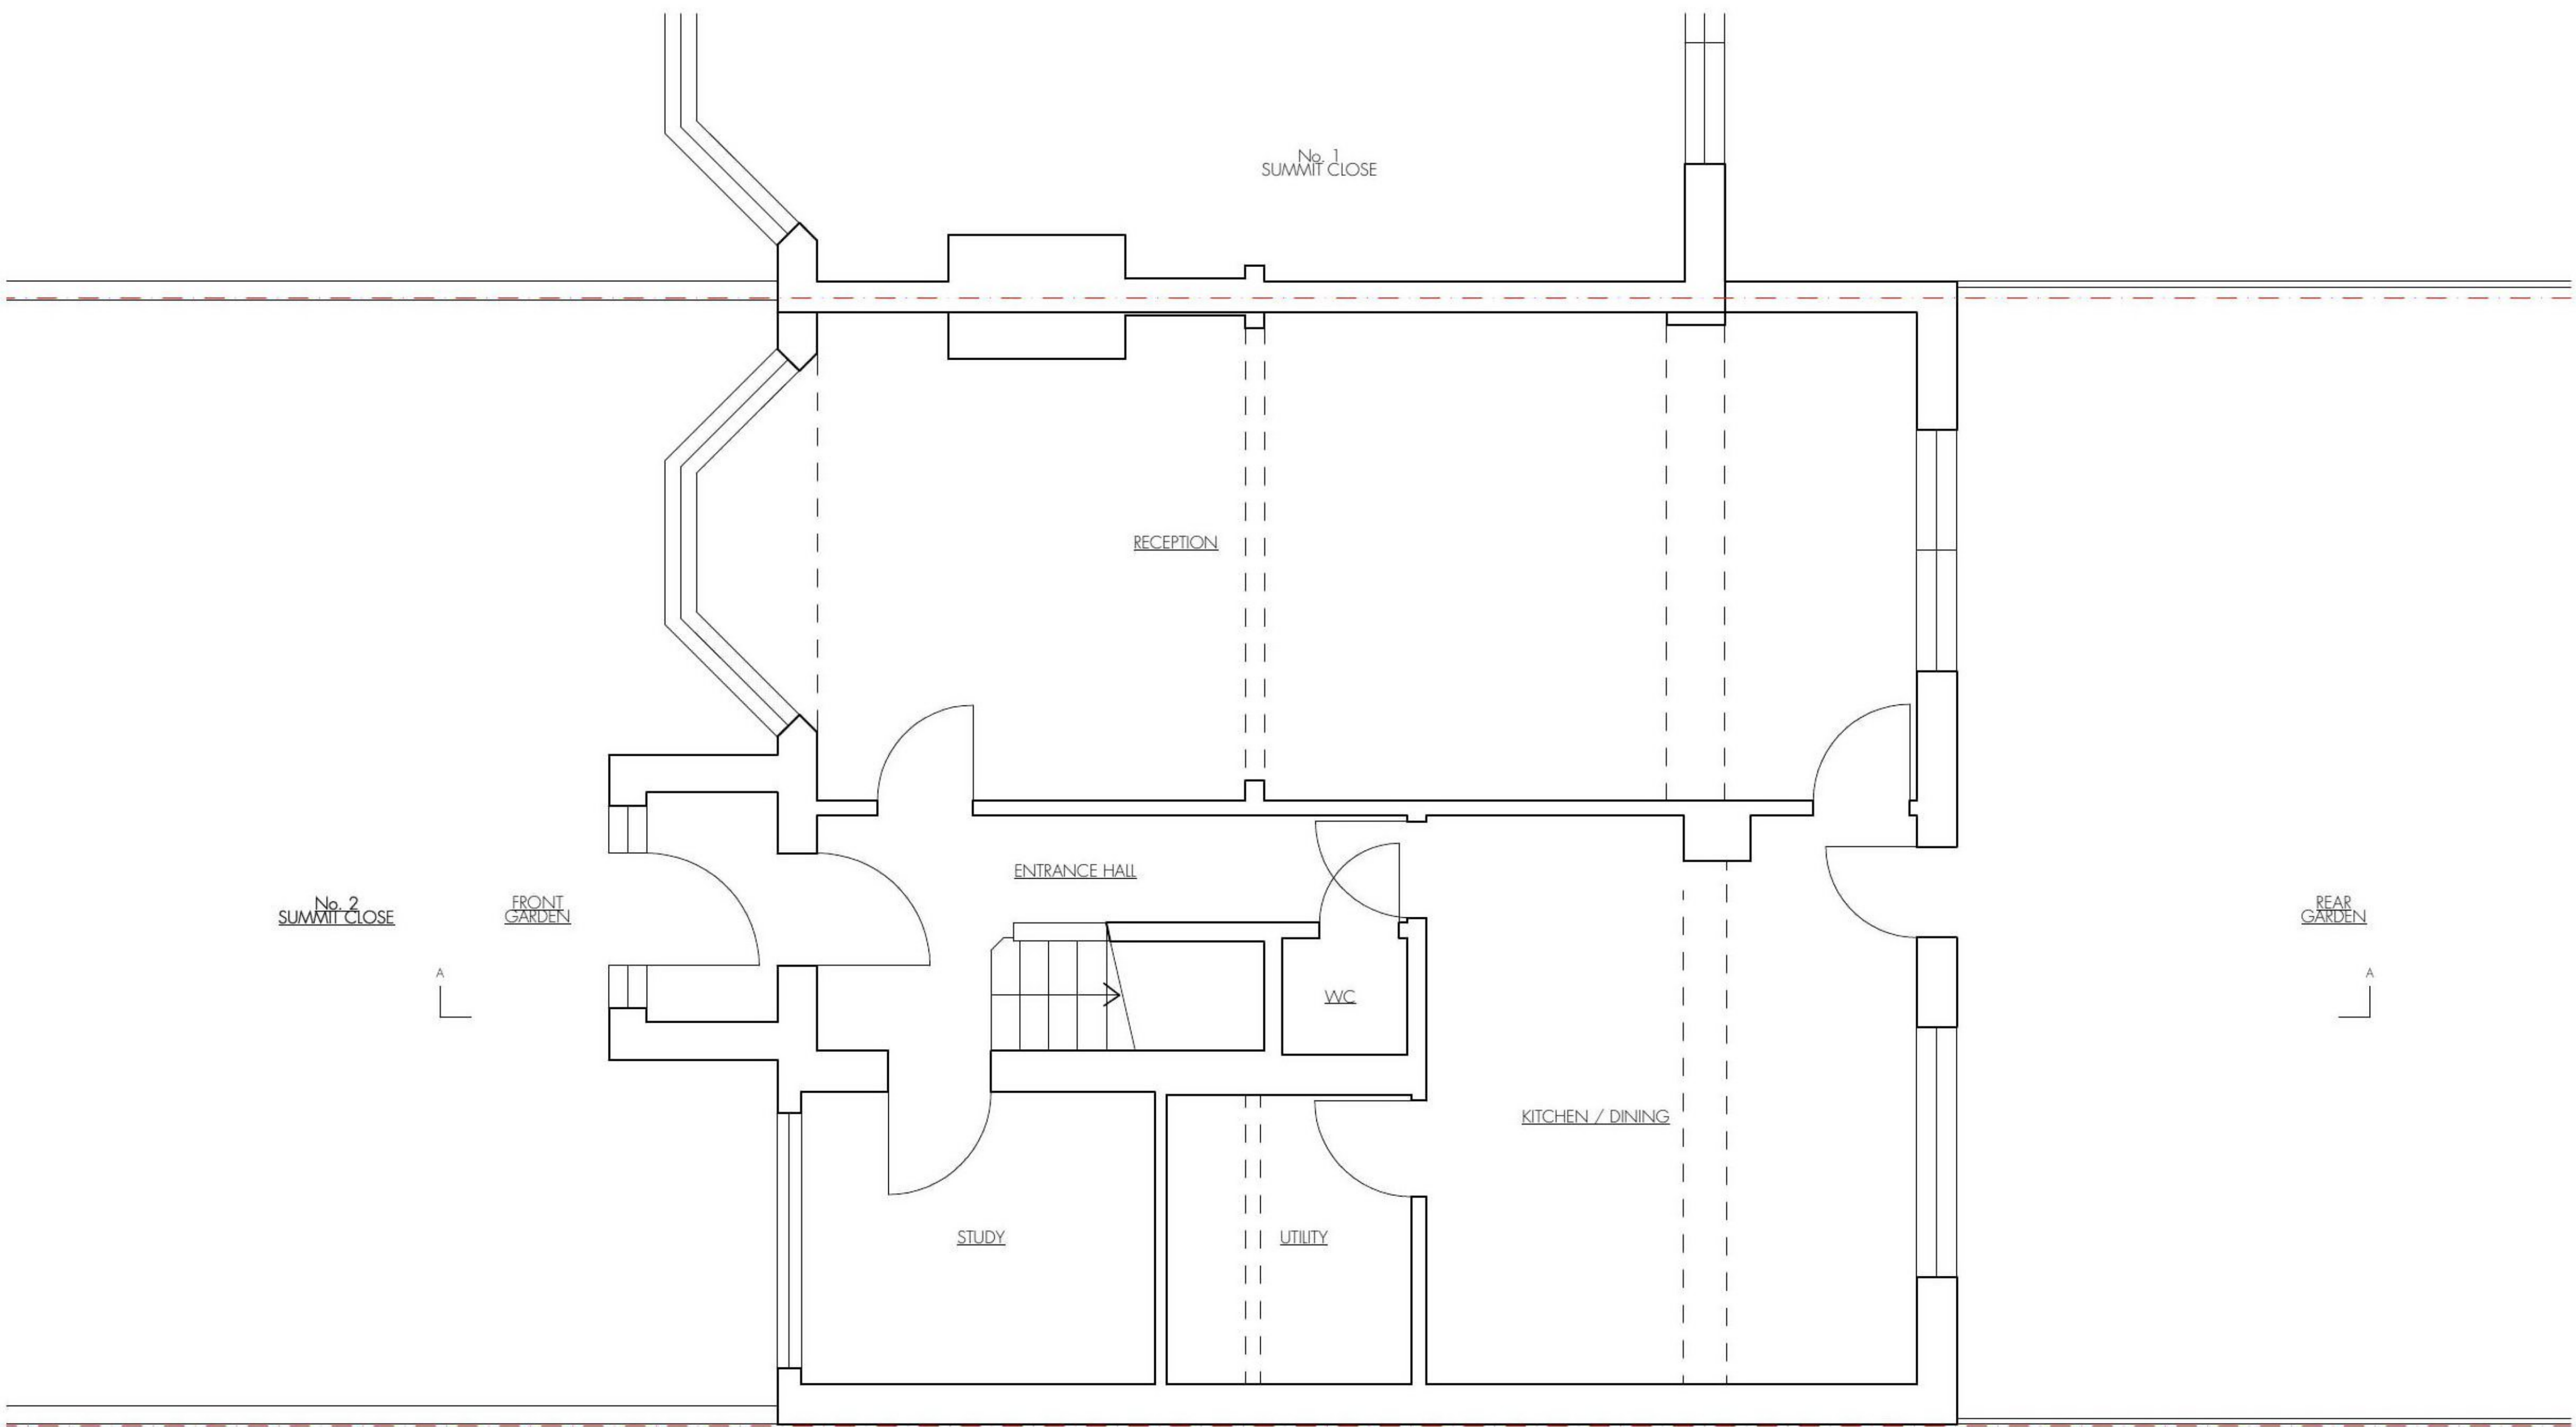 No. 1
SUMMIT CLOSE
RECEPTION
ENTRANCE HALL
No. 2
SUMMIT CLOSE
FRONT
GARDEN
REAR
GARDEN
A
A
WC
KITCHEN / DINING
STUDY
UTILITY